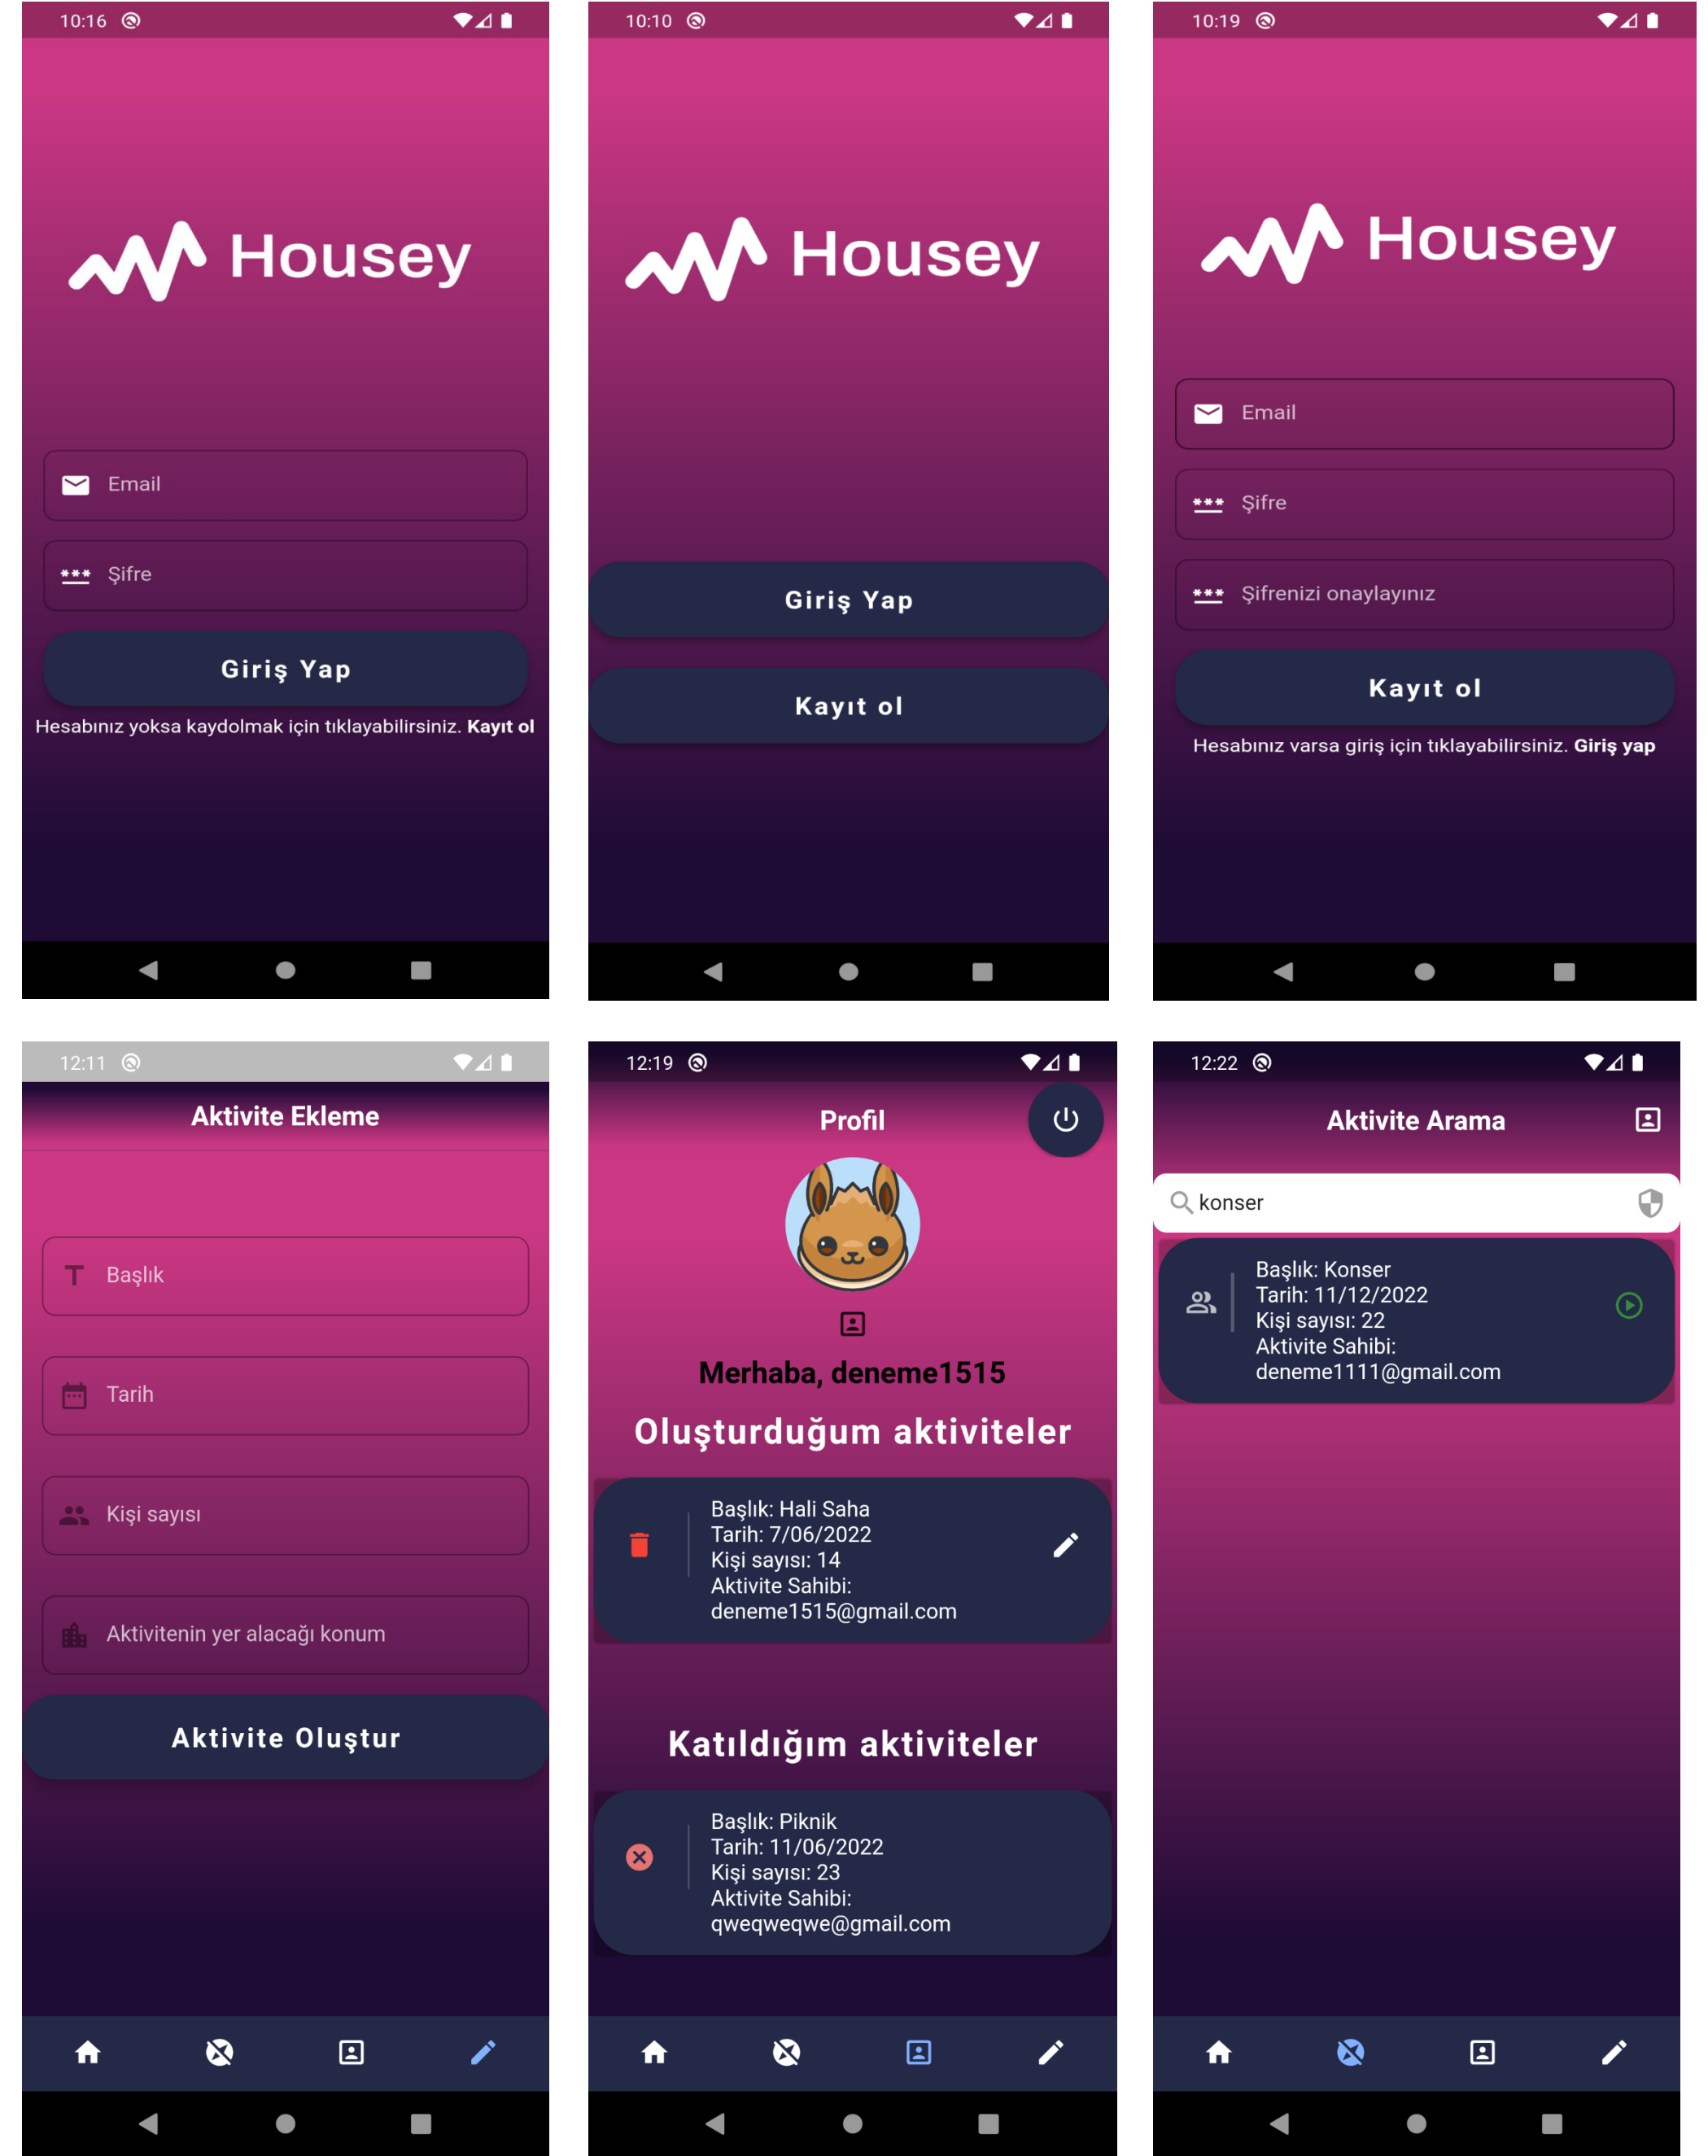 10:16
Housey
Email
Şifre
Giriş Yap
Hesabınız yoksa kaydolmak için tıklayabilirsiniz. Kayıt ol
10:10
Housey
Giriş Yap
Kayıt ol
10:19
Housey
Email
Şifre
Şifrenizi onaylayınız
Kayıt ol
Hesabınız varsa giriş için tıklayabilirsiniz. Giriş yap
12:11
Aktivite Ekleme
Başlık
Tarih
Kişi sayısı
Aktivitenin yer alacağı konum
Aktivite Oluştur
12:19
Profil
Merhaba, deneme1515
Oluşturduğum aktiviteler
Başlık: Hali Saha
Tarih: 7/06/2022
Kişi sayısı: 14
Aktivite Sahibi:
deneme1515@gmail.com
Katıldığım aktiviteler
Başlık: Piknik
Tarih: 11/06/2022
Kişi sayısı: 23
Aktivite Sahibi:
qweqweqwe@gmail.com
12:22
Aktivite Arama
konser
Başlık: Konser
Tarih: 11/12/2022
Kişi sayısı: 22
Aktivite Sahibi:
deneme1111@gmail.com